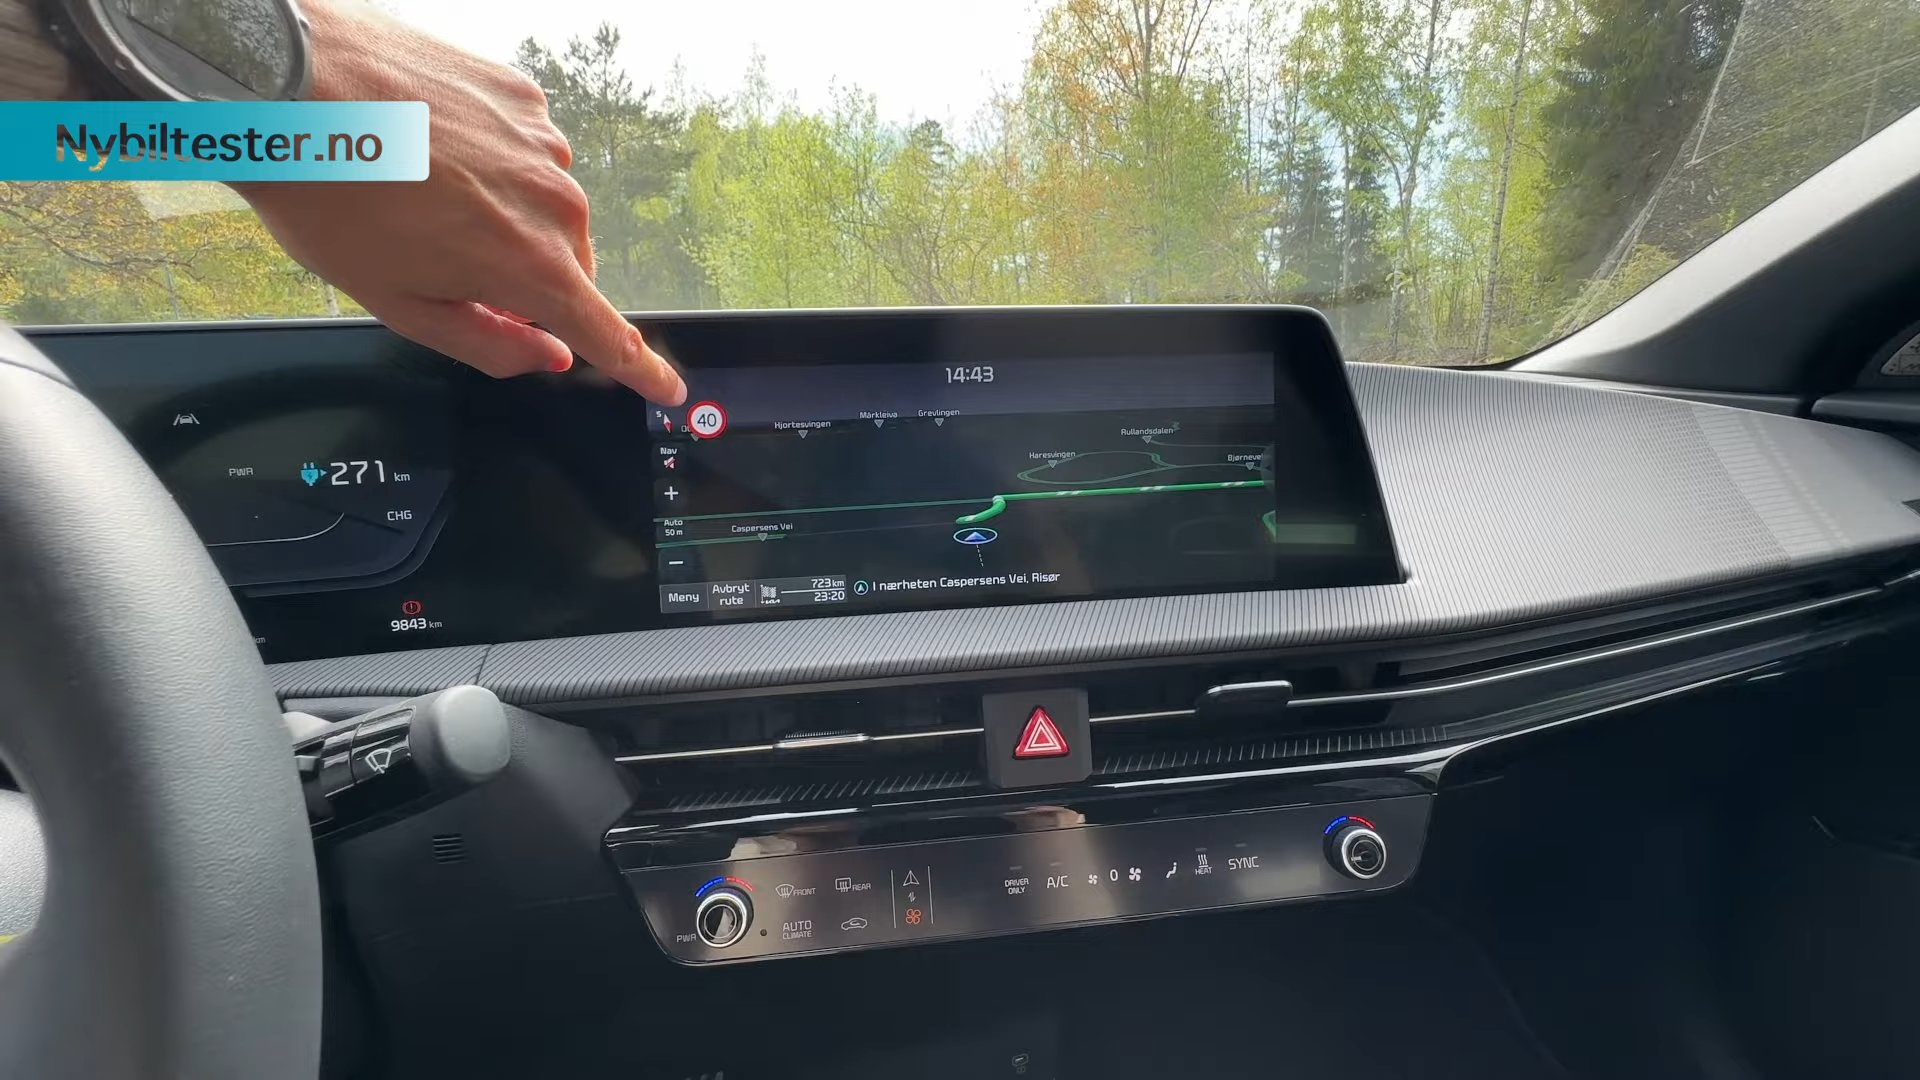 Nybiltester.no
14:43
S
40
Hjortesvingen
Mårkleiva
Grevlingen
Rullandsdalen
Haresvingen
Nav
PWR
271 km
CHG
+
Auto
50 m
Caspersens Vei
−
Meny
Avbryt
rute
723 km
23:20
I nærheten Caspersens Vei, Risør
9843 km
km
FRONT
REAR
DRIVER
ONLY
A/C
0
HEAT
SYNC
PWR
AUTO
CLIMATE